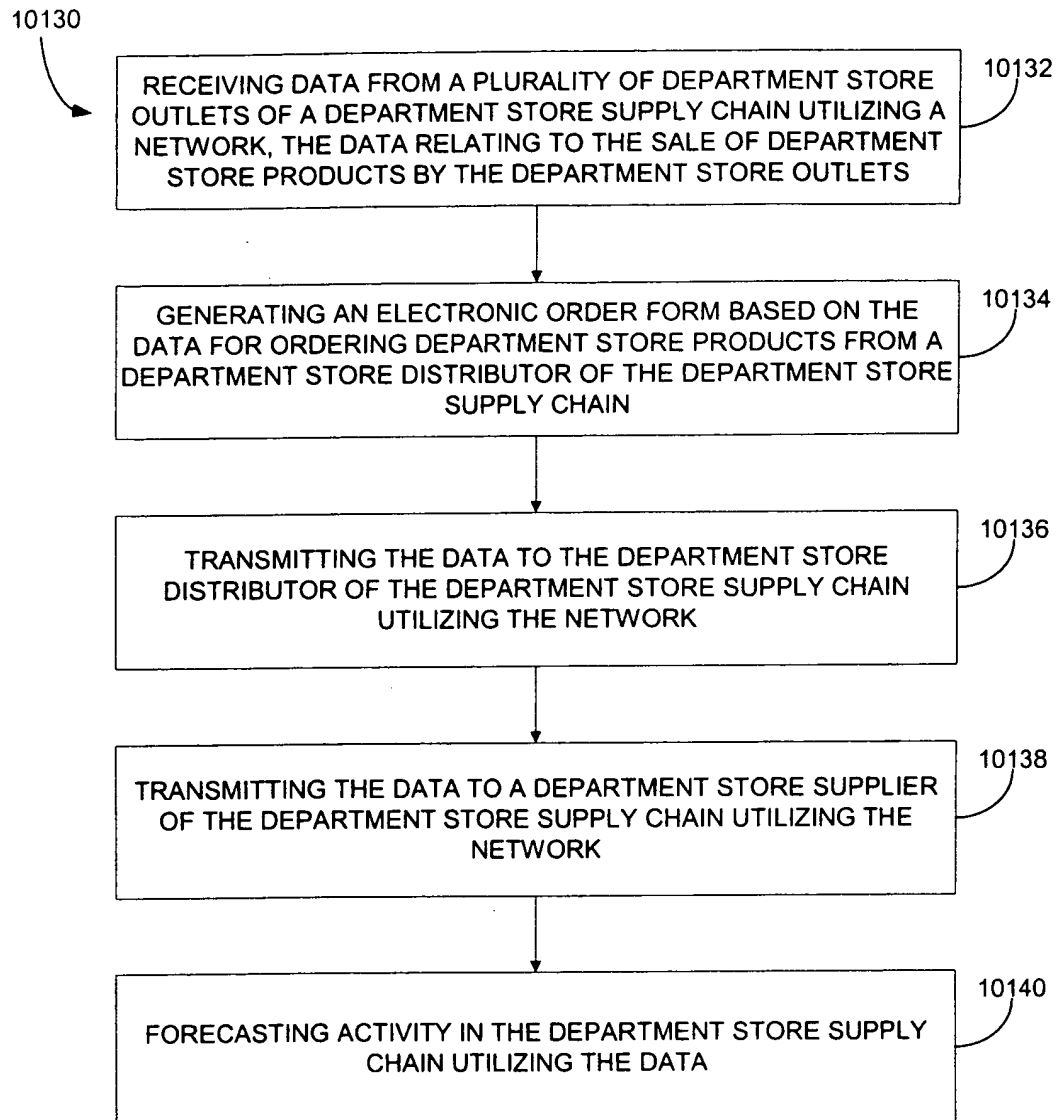 10130
RECEIVING DATA FROM A PLURALITY OF DEPARTMENT STORE
OUTLETS OF A DEPARTMENT STORE SUPPLY CHAIN UTILIZING A
NETWORK, THE DATA RELATING TO THE SALE OF DEPARTMENT
STORE PRODUCTS BY THE DEPARTMENT STORE OUTLETS
10132
GENERATING AN ELECTRONIC ORDER FORM BASED ON THE
DATA FOR ORDERING DEPARTMENT STORE PRODUCTS FROM A
DEPARTMENT STORE DISTRIBUTOR OF THE DEPARTMENT STORE
SUPPLY CHAIN
10134
TRANSMITTING THE DATA TO THE DEPARTMENT STORE
DISTRIBUTOR OF THE DEPARTMENT STORE SUPPLY CHAIN
UTILIZING THE NETWORK
10136
TRANSMITTING THE DATA TO A DEPARTMENT STORE SUPPLIER
OF THE DEPARTMENT STORE SUPPLY CHAIN UTILIZING THE
NETWORK
10138
FORECASTING ACTIVITY IN THE DEPARTMENT STORE SUPPLY
CHAIN UTILIZING THE DATA
10140